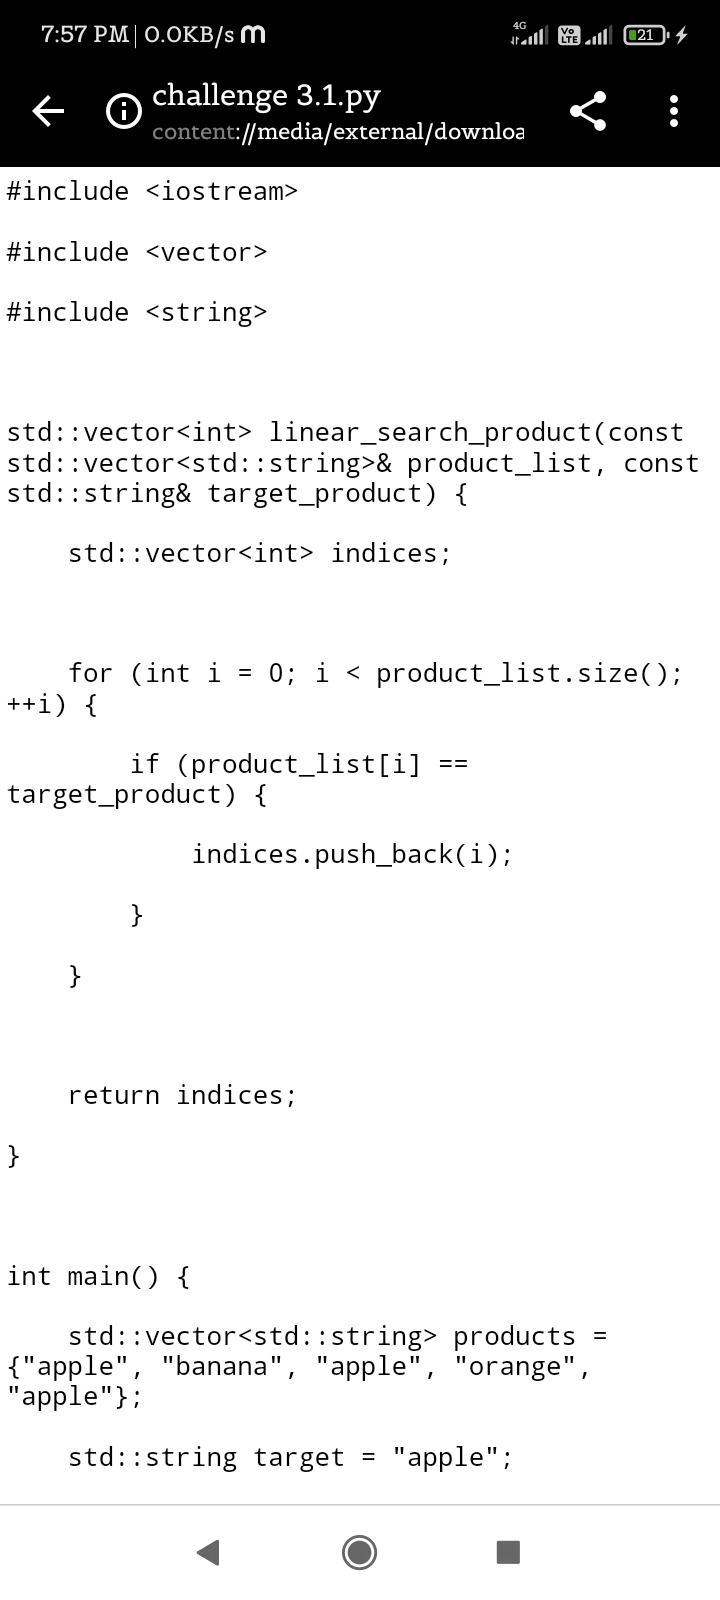 7:57 PM | 0.0KB/s m 4G Vo LTE 21
challenge 3.1.py
content://media/external/downloa
#include <iostream>
#include <vector>
#include <string>
std::vector<int> linear_search_product(const
std::vector<std::string>& product_list, const
std::string& target_product) {
    std::vector<int> indices;
    for (int i = 0; i < product_list.size();
++i) {
        if (product_list[i] ==
target_product) {
            indices.push_back(i);
        }
    }
    return indices;
}
int main() {
    std::vector<std::string> products =
{"apple", "banana", "apple", "orange",
"apple"};
    std::string target = "apple";